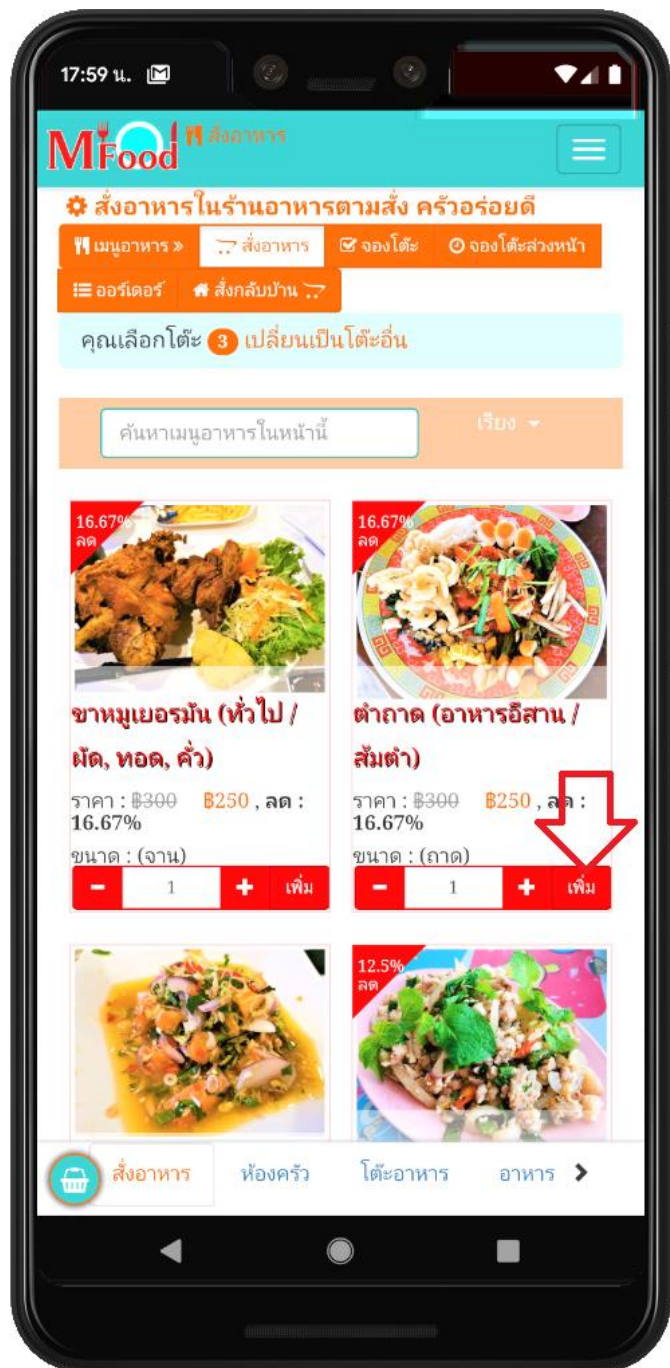 17:59 น.
MFood สั่งอาหาร
สั่งอาหารในร้านอาหารตามสั่ง ครัวอร่อยดี
เมนูอาหาร » สั่งอาหาร จองโต๊ะ จองโต๊ะล่วงหน้า
ออร์เดอร์ สั่งกลับบ้าน
คุณเลือกโต๊ะ 3 เปลี่ยนเป็นโต๊ะอื่น
ค้นหาเมนูอาหารในหน้านี้ เรียง
16.67%
ลด
ขาหมูเยอรมัน (ทั่วไป /
ผัด, ทอด, คั่ว)
ราคา : ฿300 ฿250 , ลด :
16.67%
ขนาด : (จาน)
− 1 + เพิ่ม
16.67%
ลด
ตำถาด (อาหารอีสาน /
ส้มตำ)
ราคา : ฿300 ฿250 , ลด :
16.67%
ขนาด : (ถาด)
− 1 + เพิ่ม
12.5%
ลด
สั่งอาหาร ห้องครัว โต๊ะอาหาร อาหาร